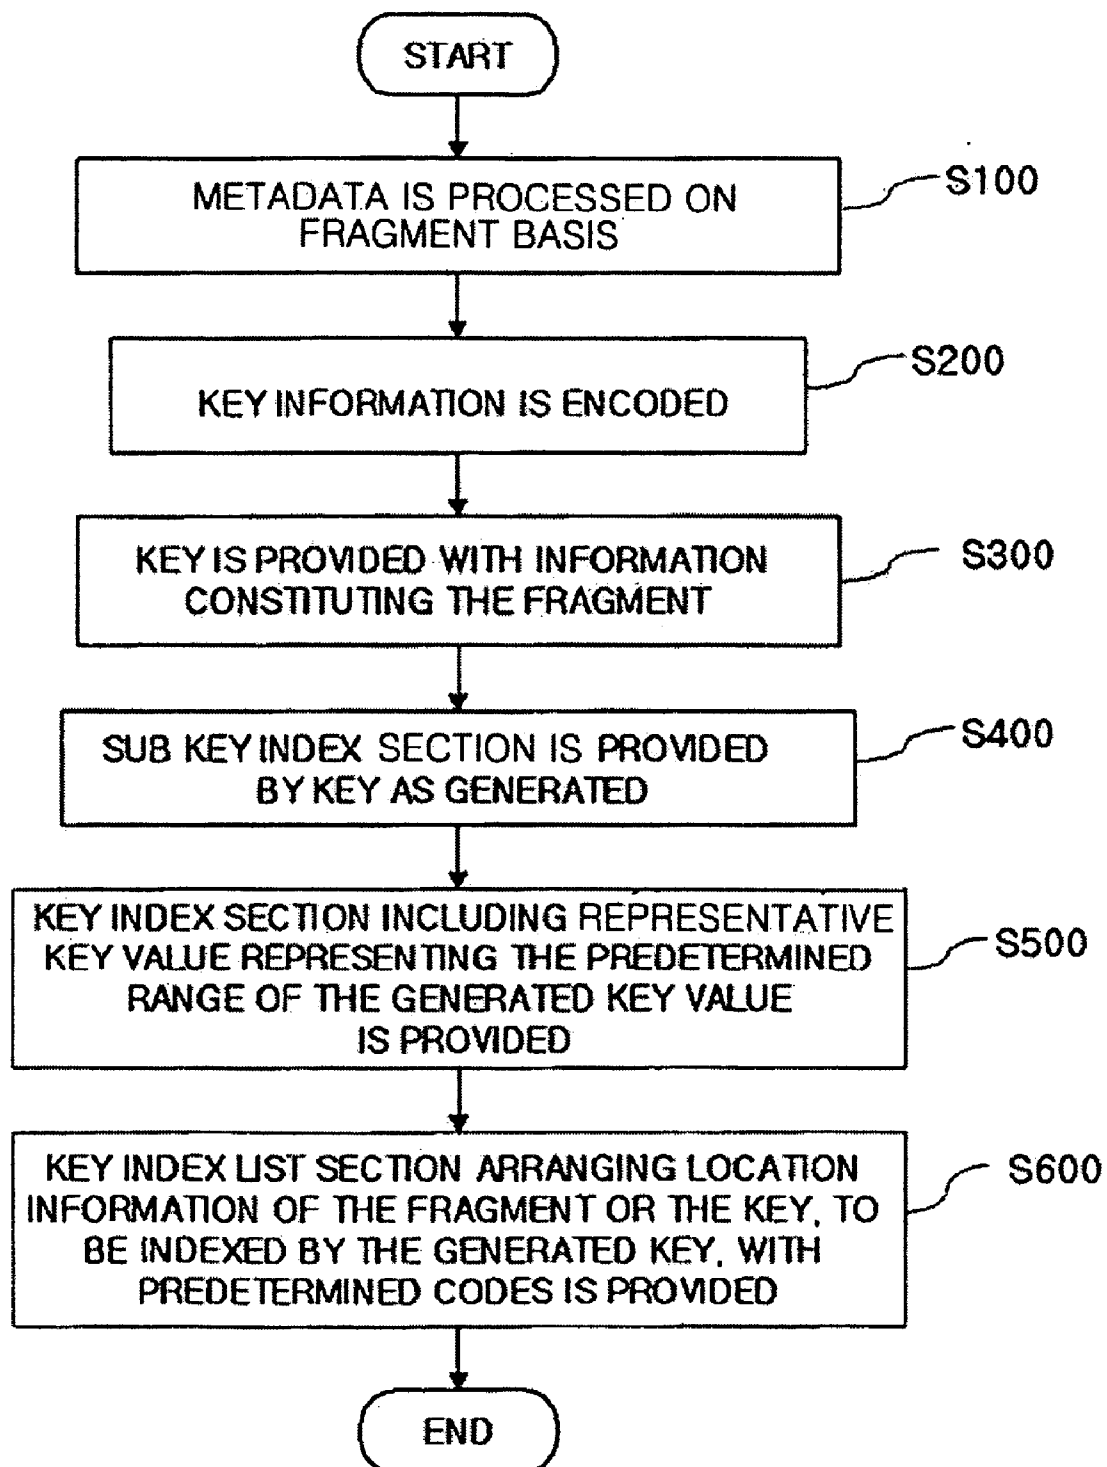 START
METADATA IS PROCESSED ON
FRAGMENT BASIS
S100
KEY INFORMATION IS ENCODED
S200
KEY IS PROVIDED WITH INFORMATION
CONSTITUTING THE FRAGMENT
S300
SUB KEY INDEX SECTION IS PROVIDED
BY KEY AS GENERATED
S400
KEY INDEX SECTION INCLUDING REPRESENTATIVE
KEY VALUE REPRESENTING THE PREDETERMINED
RANGE OF THE GENERATED KEY VALUE
IS PROVIDED
S500
KEY INDEX LIST SECTION ARRANGING LOCATION
INFORMATION OF THE FRAGMENT OR THE KEY, TO
BE INDEXED BY THE GENERATED KEY, WITH
PREDETERMINED CODES IS PROVIDED
S600
END